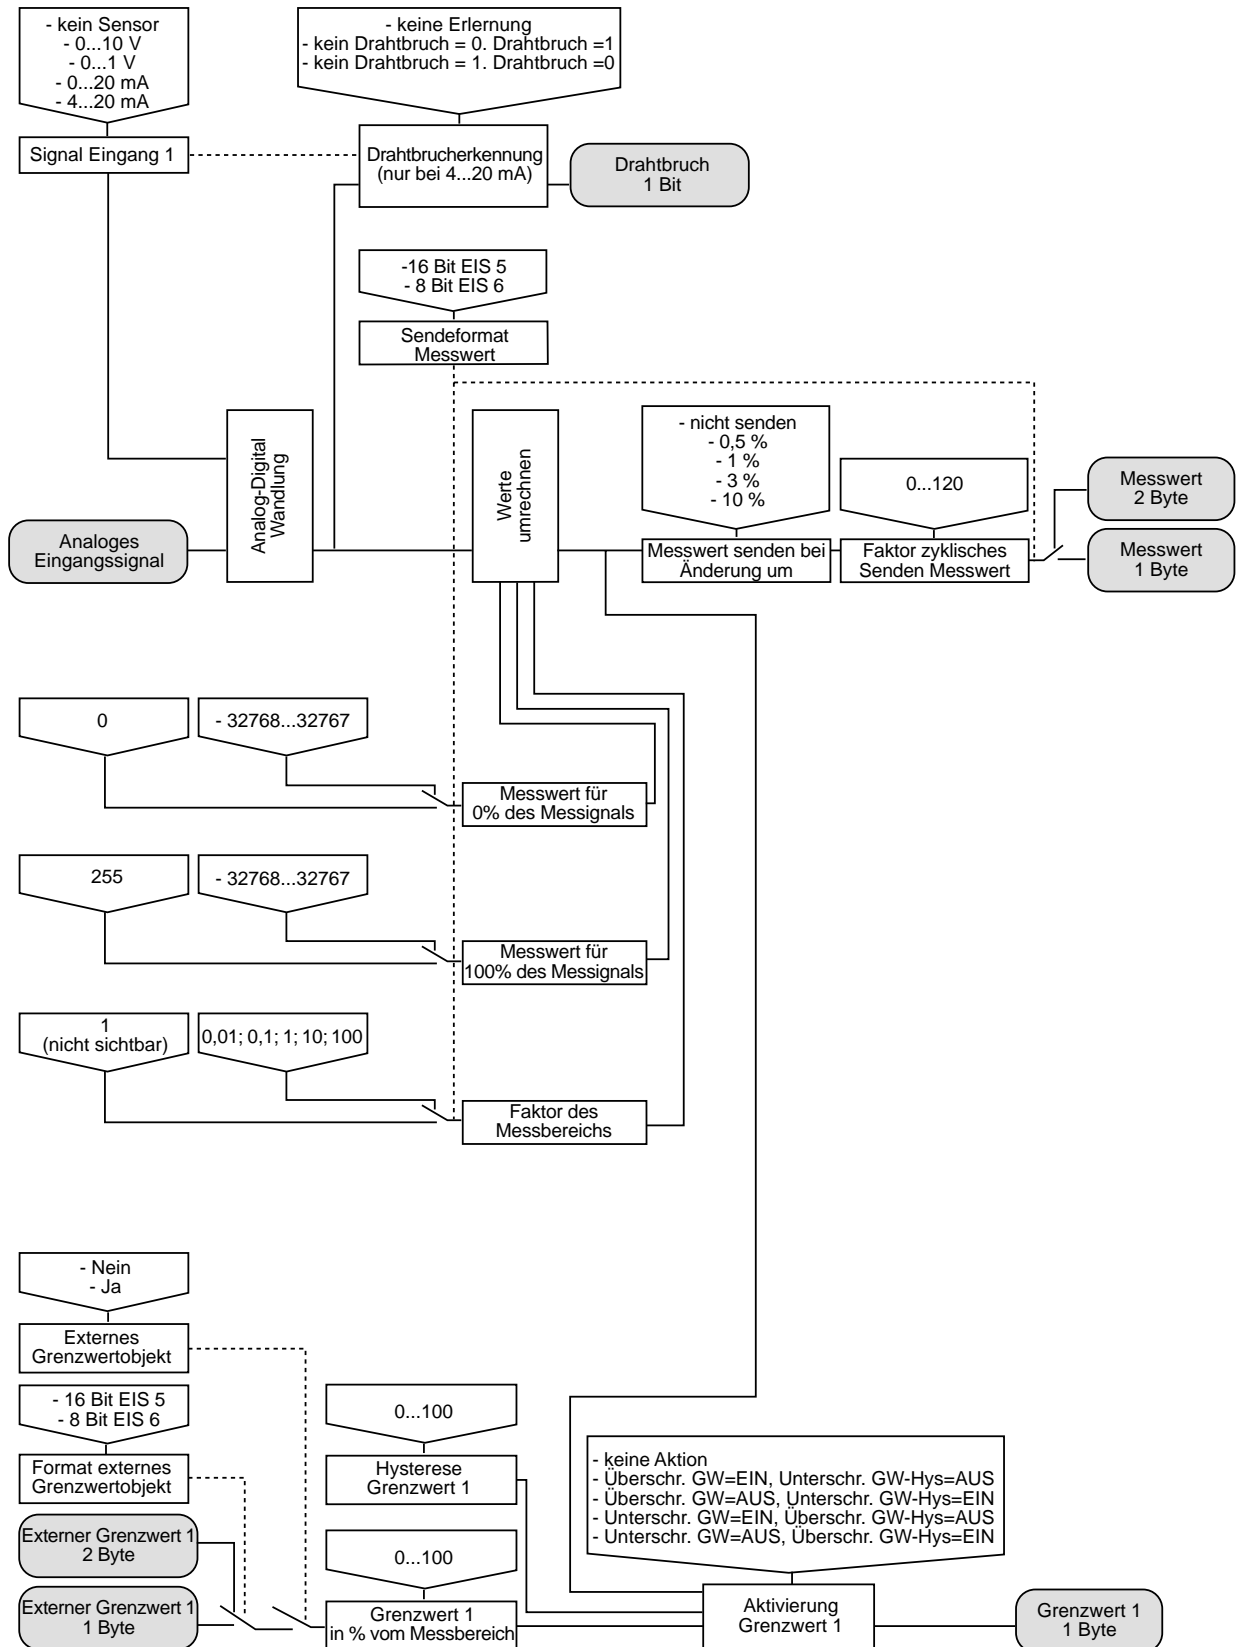 - kein Sensor
- 0...10 V
- 0...1 V
- 0...20 mA
- 4...20 mA
- keine Erlernung
- kein Drahtbruch = 0. Drahtbruch =1
- kein Drahtbruch = 1. Drahtbruch =0
Signal Eingang 1
Drahtbrucherkennung
(nur bei 4...20 mA)
Drahtbruch
1 Bit
-16 Bit EIS 5
- 8 Bit EIS 6
Sendeformat
Messwert
Analoges
Eingangssignal
Analog-Digital
Wandlung
Werte
umrechnen
- nicht senden
- 0,5 %
- 1 %
- 3 %
- 10 %
Messwert senden bei
Änderung um
0...120
Faktor zyklisches
Senden Messwert
Messwert
2 Byte
Messwert
1 Byte
0
- 32768...32767
Messwert für
0% des Messignals
255
- 32768...32767
Messwert für
100% des Messignals
1
(nicht sichtbar)
0,01; 0,1; 1; 10; 100
Faktor des
Messbereichs
- Nein
- Ja
Externes
Grenzwertobjekt
- 16 Bit EIS 5
- 8 Bit EIS 6
Format externes
Grenzwertobjekt
Externer Grenzwert 1
2 Byte
Externer Grenzwert 1
1 Byte
0...100
Hysterese
Grenzwert 1
0...100
Grenzwert 1
in % vom Messbereich
- keine Aktion
- Überschr. GW=EIN, Unterschr. GW-Hys=AUS
- Überschr. GW=AUS, Unterschr. GW-Hys=EIN
- Unterschr. GW=EIN, Überschr. GW-Hys=AUS
- Unterschr. GW=AUS, Überschr. GW-Hys=EIN
Aktivierung
Grenzwert 1
Grenzwert 1
1 Byte